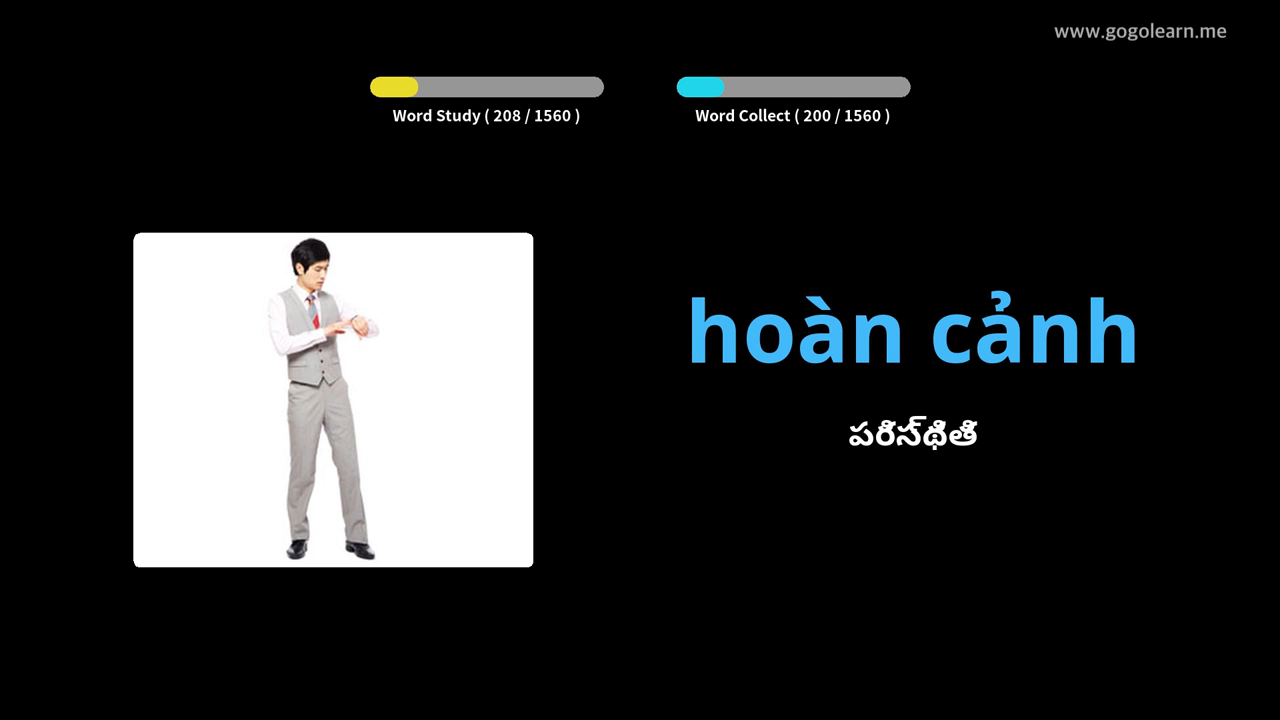 www.gogolearn.me
Word Study ( 208 / 1560 )
Word Collect ( 200 / 1560 )
hoàn cảnh
పరిస్థితి